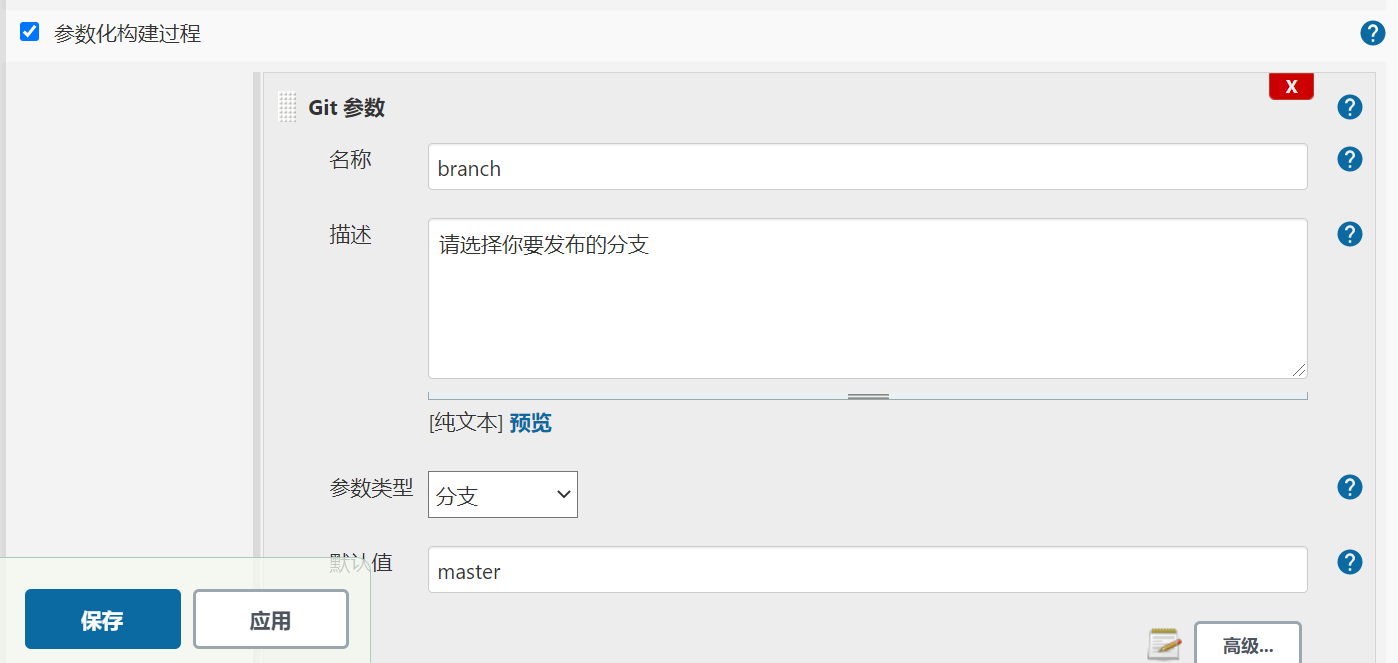 参数化构建过程
?
X
Git 参数
?
名称
branch
?
描述
请选择你要发布的分支
?
[纯文本] 预览
参数类型
分支
?
默认值
master
?
保存
应用
高级...